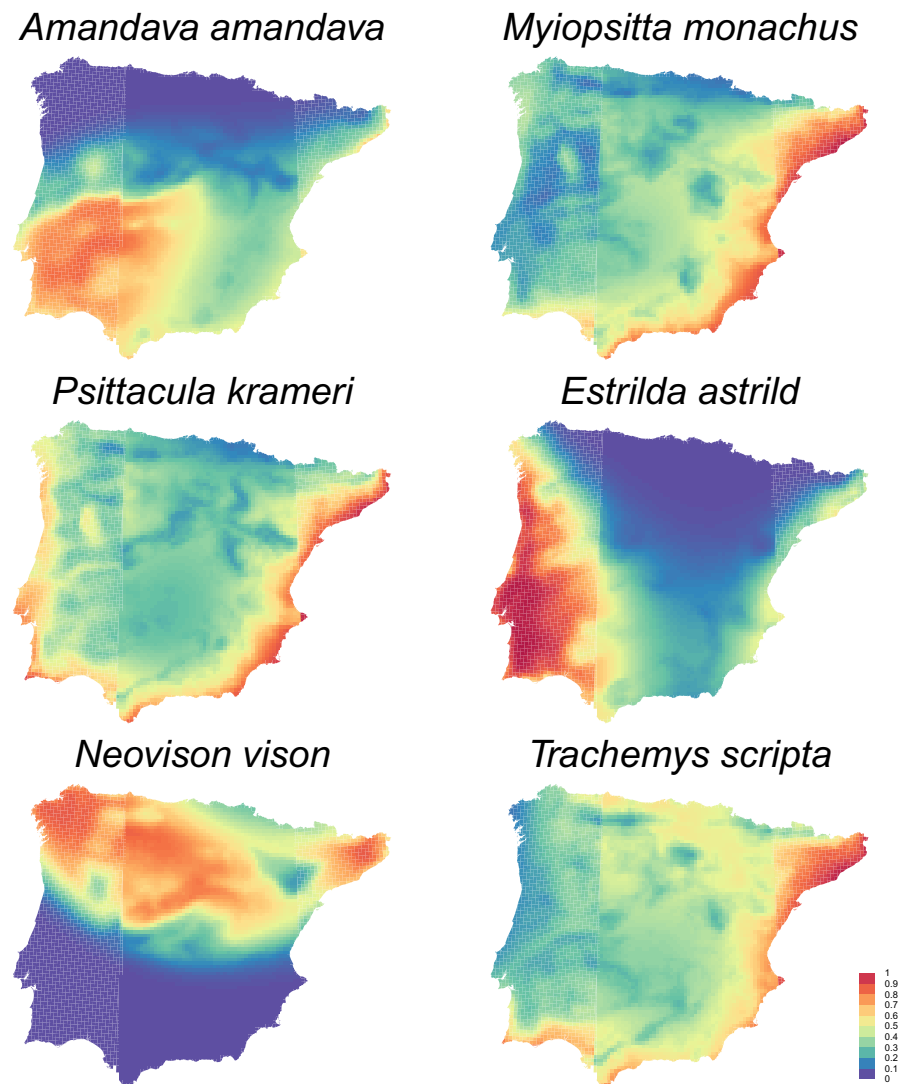 Amandava amandava
Myiopsitta monachus
Psittacula krameri
Estrilda astrild
Neovison vison
Trachemys scripta
1
0.9
0.8
0.7
0.6
0.5
0.4
0.3
0.2
0.1
0